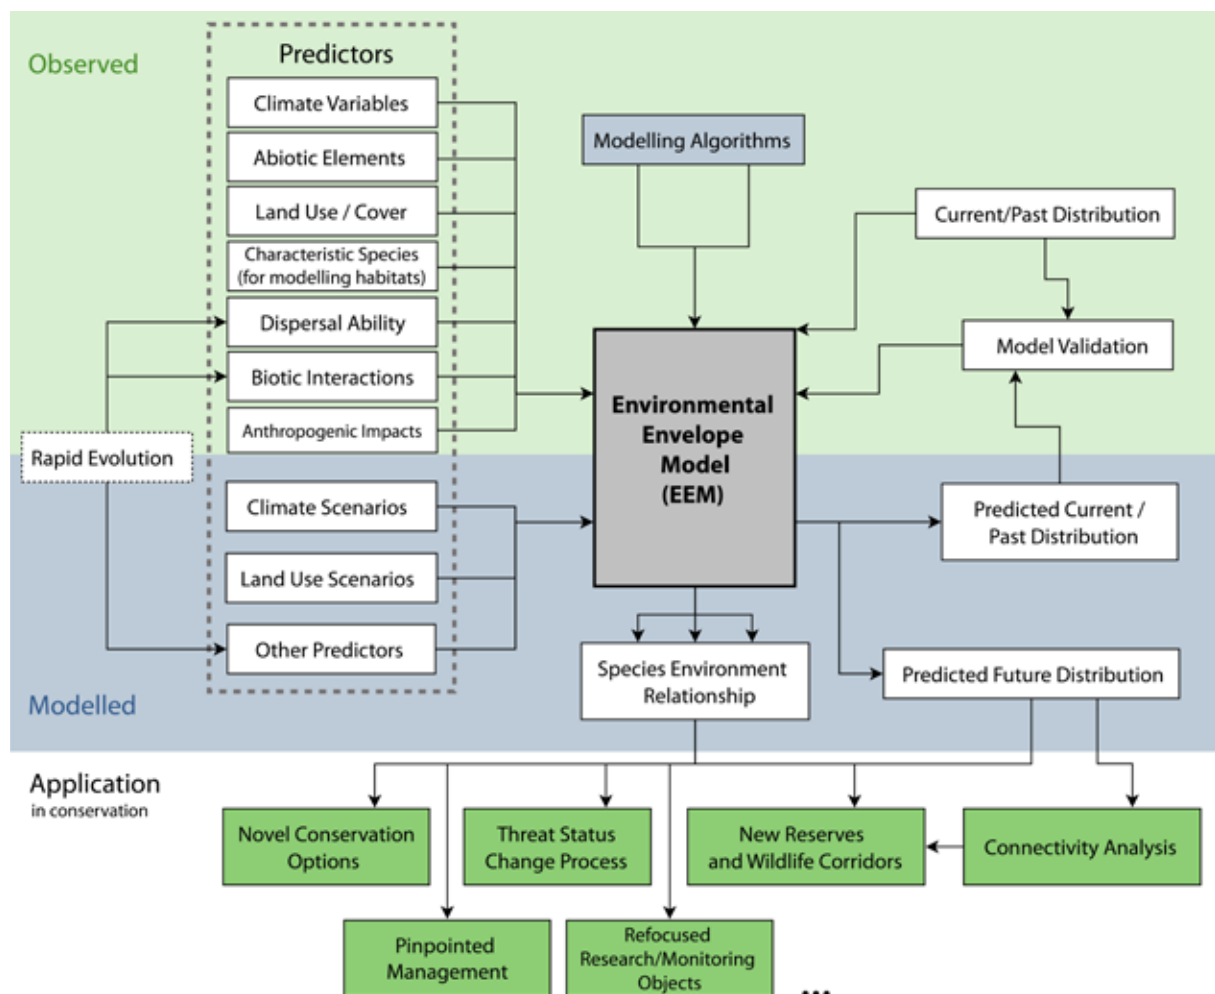 Observed
Predictors
Climate Variables
Abiotic Elements
Land Use / Cover
Characteristic Species
(for modelling habitats)
Dispersal Ability
Biotic Interactions
Anthropogenic Impacts
Rapid Evolution
Climate Scenarios
Land Use Scenarios
Other Predictors
Modelling Algorithms
Current/Past Distribution
Model Validation
Environmental
Envelope
Model
(EEM)
Predicted Current /
Past Distribution
Species Environment
Relationship
Predicted Future Distribution
Modelled
Application
in conservation
Novel Conservation
Options
Threat Status
Change Process
New Reserves
and Wildlife Corridors
Connectivity Analysis
Pinpointed
Management
Refocused
Research/Monitoring
Objects
...